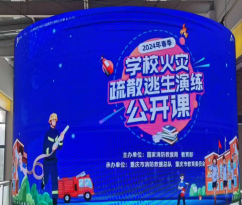 2024年春季
学校火灾
疏散逃生演练
公开课
主办单位：国家消防救援局 教育部
承办单位：重庆市消防救援总队 重庆市教育委员会